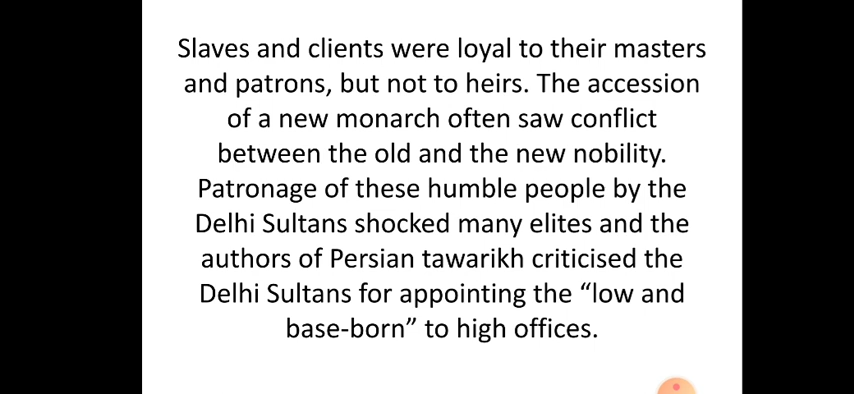 Slaves and clients were loyal to their masters
and patrons, but not to heirs. The accession
of a new monarch often saw conflict
between the old and the new nobility.
Patronage of these humble people by the
Delhi Sultans shocked many elites and the
authors of Persian tawarikh criticised the
Delhi Sultans for appointing the “low and
base-born” to high offices.